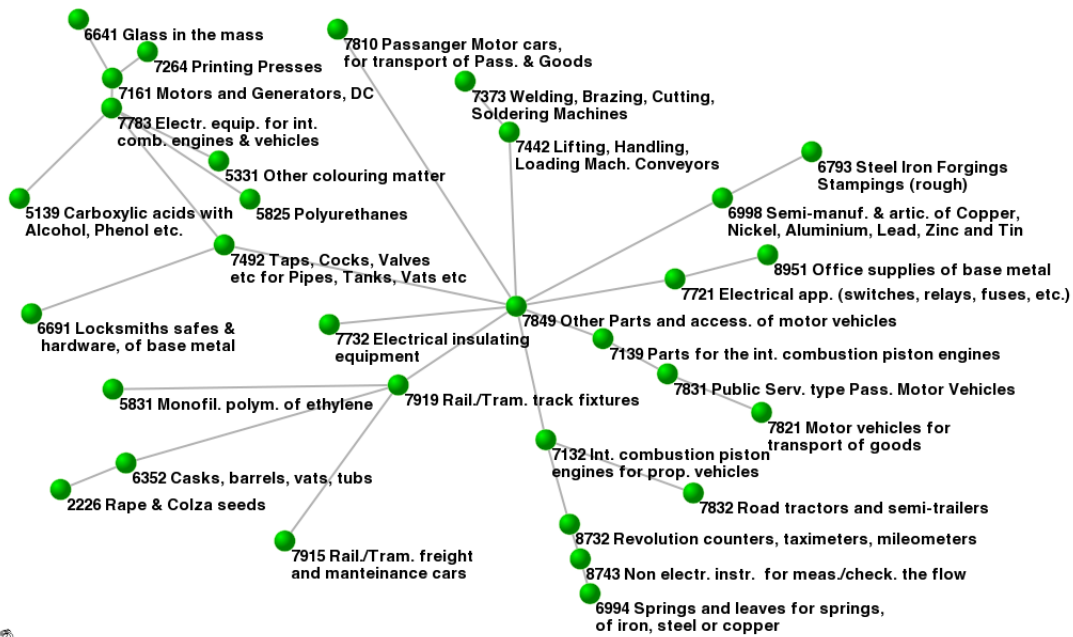 6641 Glass in the mass
7264 Printing Presses
7161 Motors and Generators, DC
7783 Electr. equip. for int.
comb. engines & vehicles
5331 Other colouring matter
5825 Polyurethanes
5139 Carboxylic acids with
Alcohol, Phenol etc.
7492 Taps, Cocks, Valves
etc for Pipes, Tanks, Vats etc
6691 Locksmiths safes &
hardware, of base metal
7810 Passanger Motor cars,
for transport of Pass. & Goods
7373 Welding, Brazing, Cutting,
Soldering Machines
7442 Lifting, Handling,
Loading Mach. Conveyors
6793 Steel Iron Forgings
Stampings (rough)
6998 Semi-manuf. & artic. of Copper,
Nickel, Aluminium, Lead, Zinc and Tin
8951 Office supplies of base metal
7721 Electrical app. (switches, relays, fuses, etc.)
7849 Other Parts and access. of motor vehicles
7732 Electrical insulating
equipment
7139 Parts for the int. combustion piston engines
7831 Public Serv. type Pass. Motor Vehicles
7821 Motor vehicles for
transport of goods
7919 Rail./Tram. track fixtures
5831 Monofil. polym. of ethylene
6352 Casks, barrels, vats, tubs
2226 Rape & Colza seeds
7915 Rail./Tram. freight
and manteinance cars
7132 Int. combustion piston
engines for prop. vehicles
7832 Road tractors and semi-trailers
8732 Revolution counters, taximeters, mileometers
8743 Non electr. instr. for meas./check. the flow
6994 Springs and leaves for springs,
of iron, steel or copper